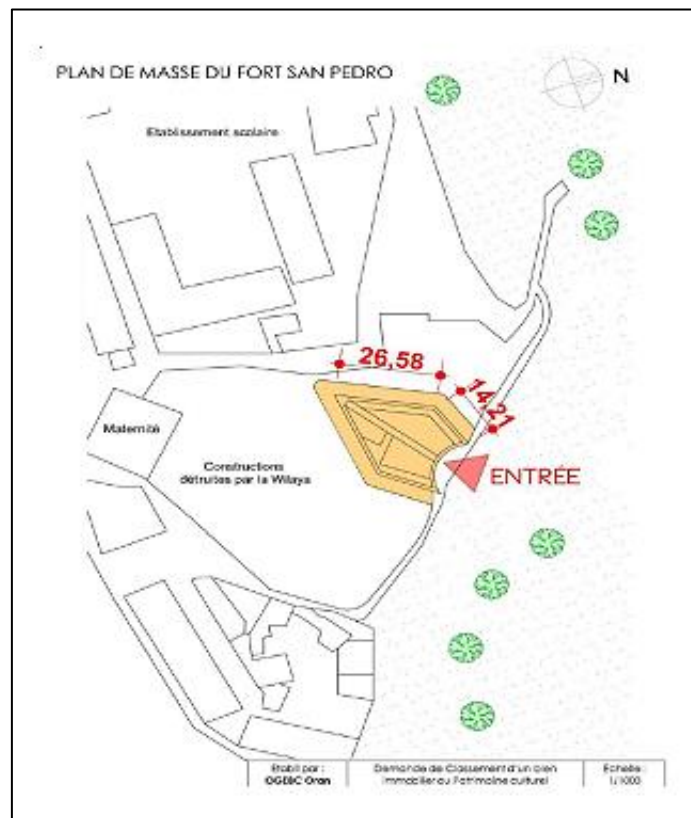 PLAN DE MASSE DU FORT SAN PEDRO
N
Etablissement scolaire
26,58
14,21
Maternité
Constructions
détruites par la Wilaya
ENTRÉE
Etabli par :
OGEBC Oran
Demande de Classement d'un bien
immobilier au Patrimoine culturel
Echelle :
1/1000